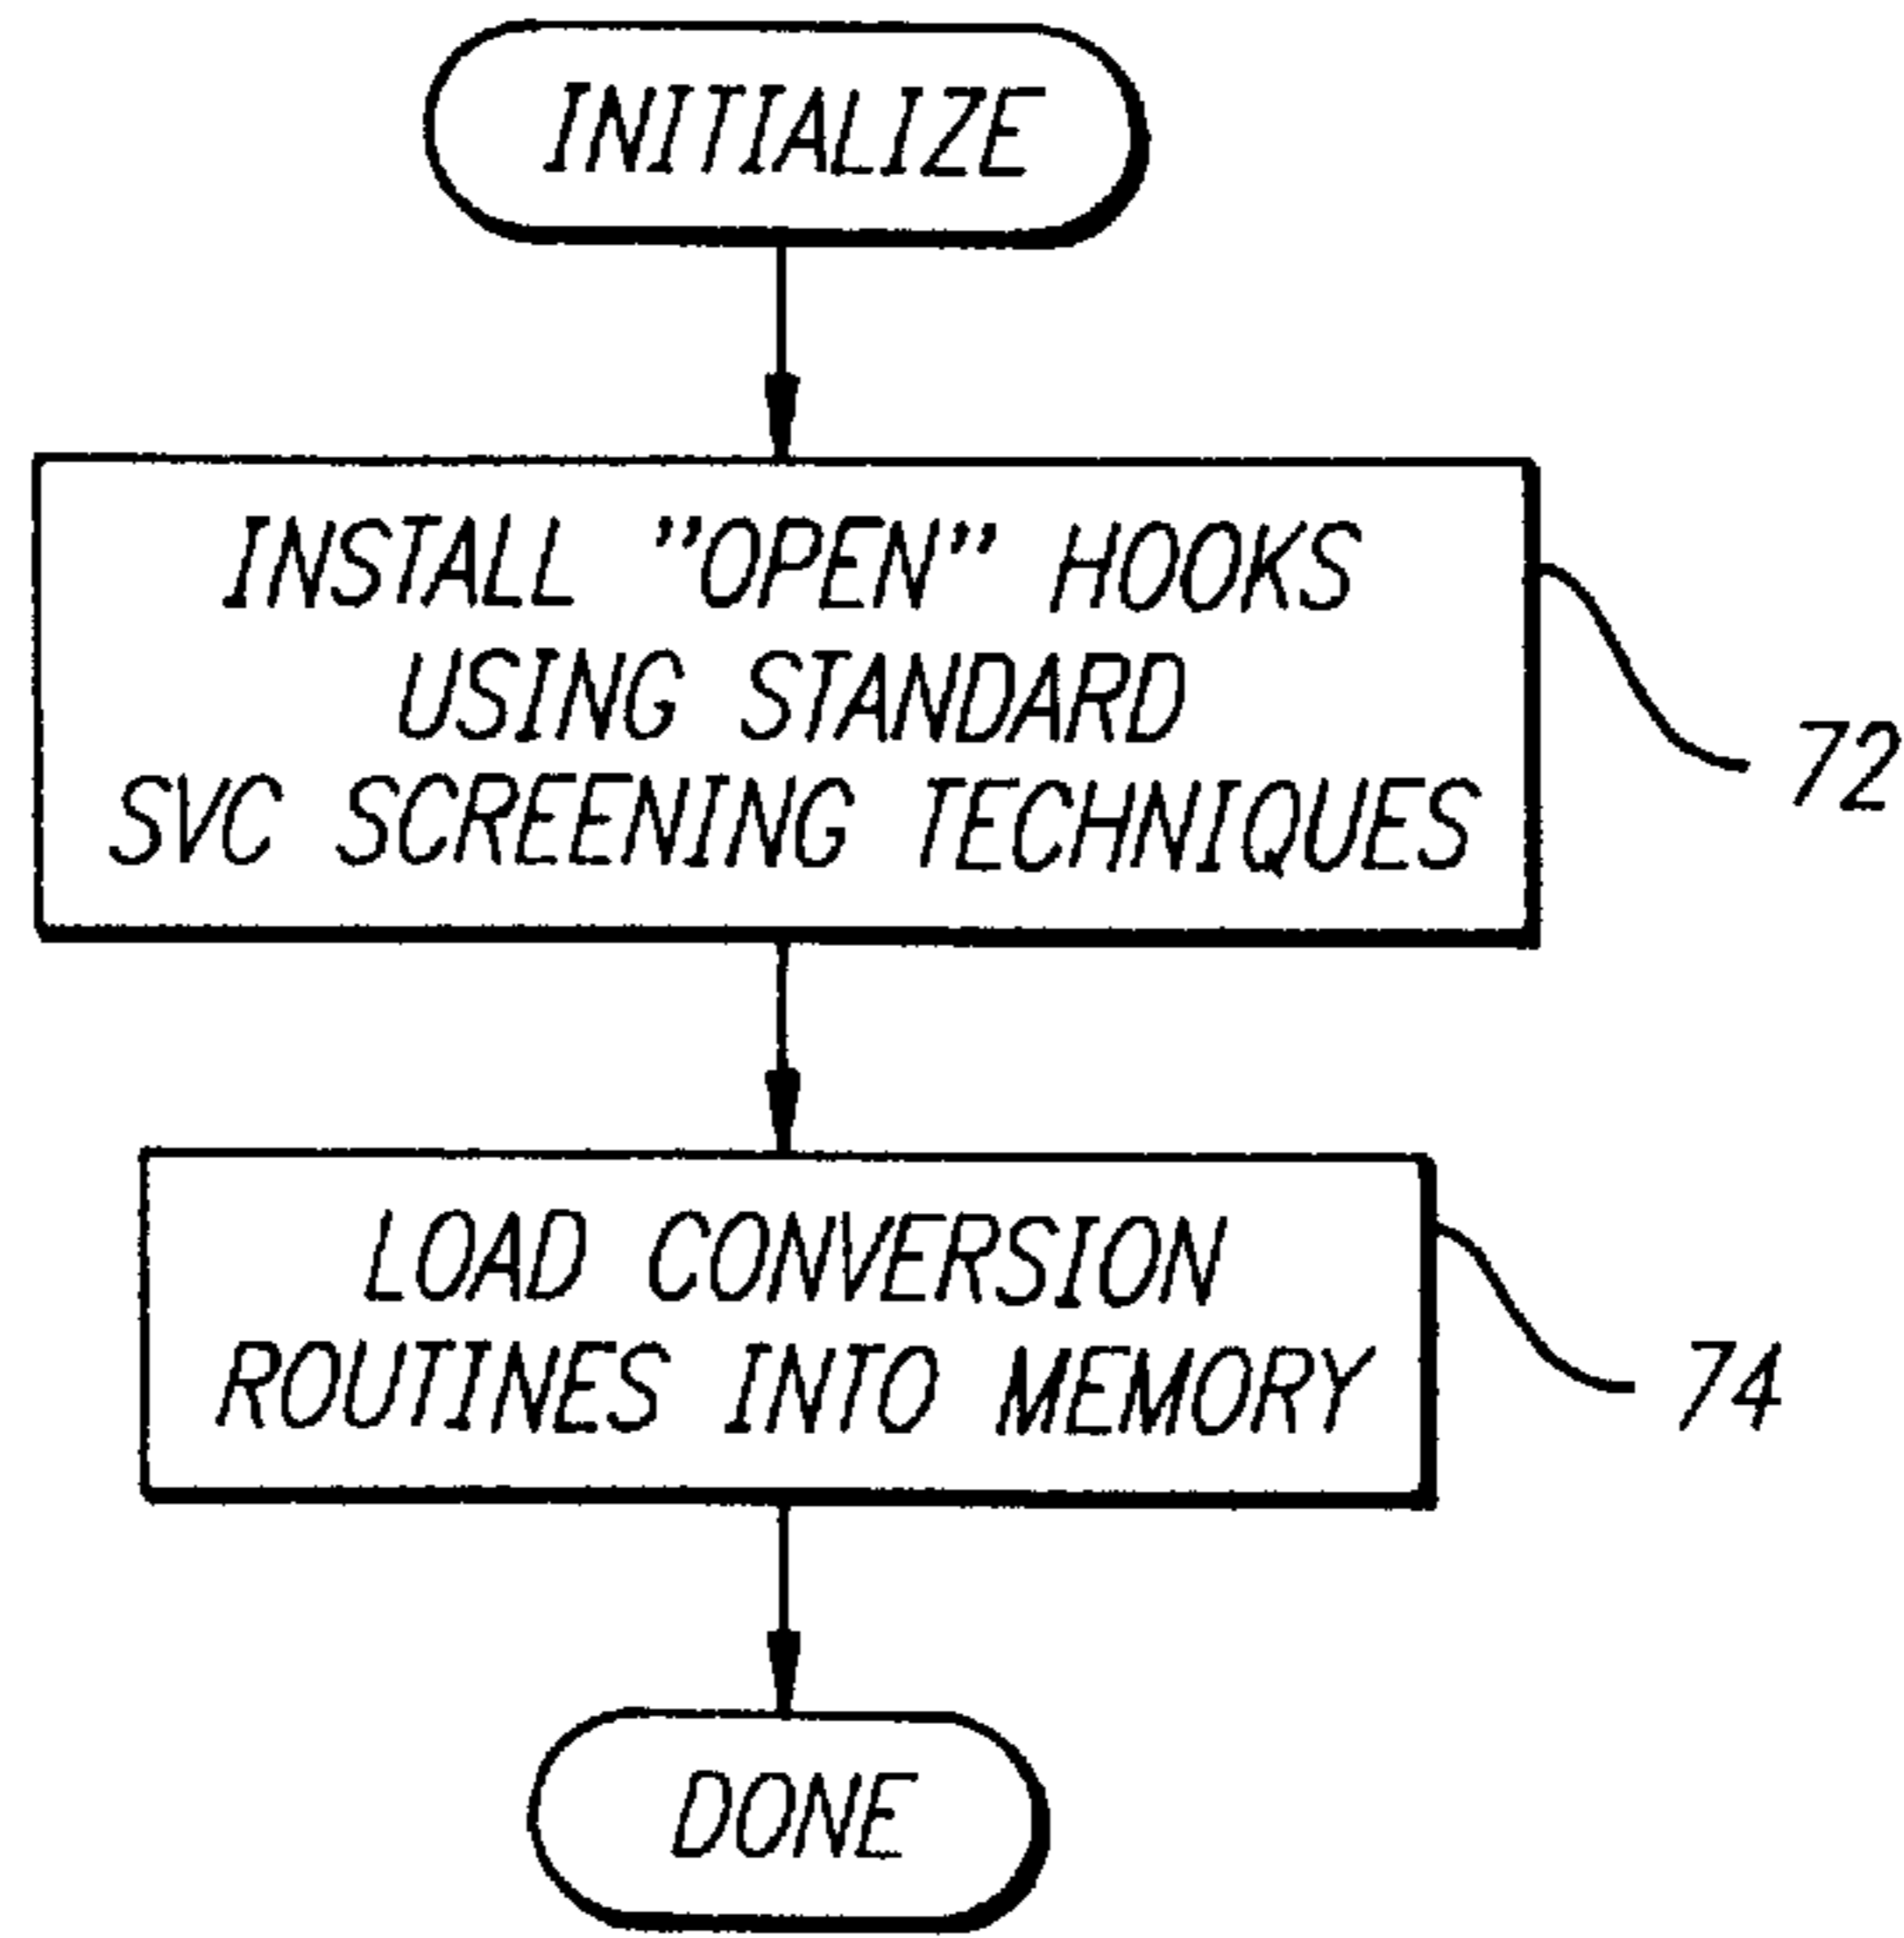 INITIALIZE
INSTALL "OPEN" HOOKS
USING STANDARD
SVC SCREENING TECHNIQUES
72
LOAD CONVERSION
ROUTINES INTO MEMORY
74
DONE